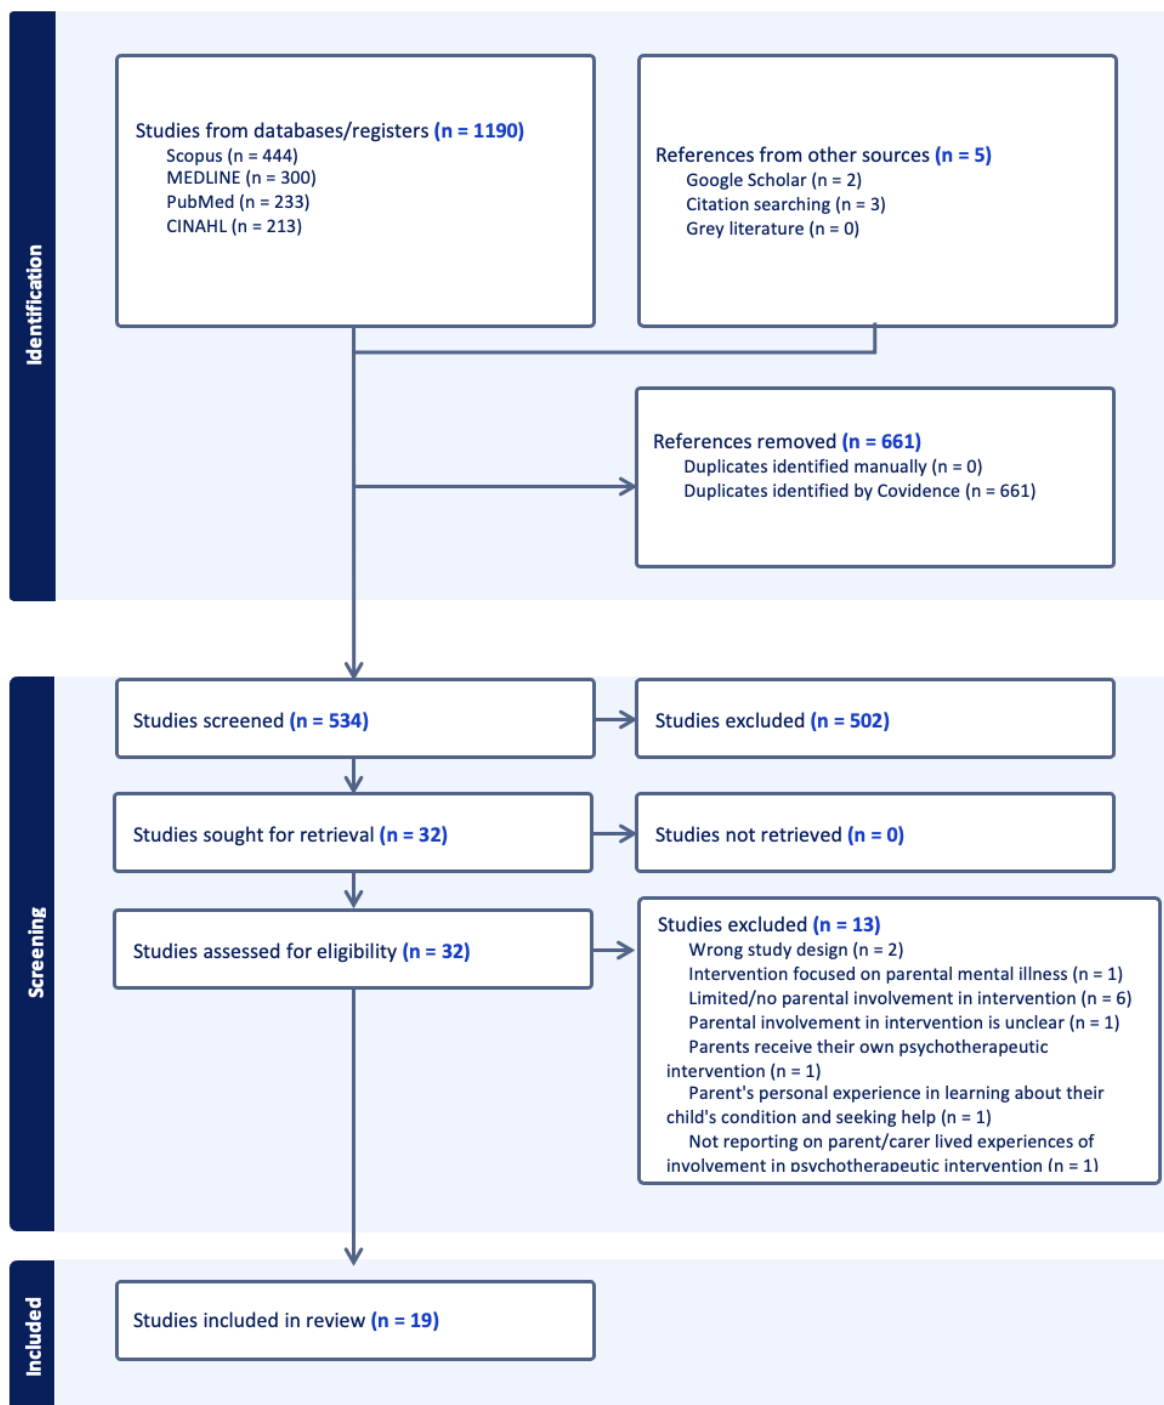 Identification
Studies from databases/registers (n = 1190)
Scopus (n = 444)
MEDLINE (n = 300)
PubMed (n = 233)
CINAHL (n = 213)
References from other sources (n = 5)
Google Scholar (n = 2)
Citation searching (n = 3)
Grey literature (n = 0)
References removed (n = 661)
Duplicates identified manually (n = 0)
Duplicates identified by Covidence (n = 661)
Screening
Studies screened (n = 534)
Studies excluded (n = 502)
Studies sought for retrieval (n = 32)
Studies not retrieved (n = 0)
Studies assessed for eligibility (n = 32)
Studies excluded (n = 13)
Wrong study design (n = 2)
Intervention focused on parental mental illness (n = 1)
Limited/no parental involvement in intervention (n = 6)
Parental involvement in intervention is unclear (n = 1)
Parents receive their own psychotherapeutic
intervention (n = 1)
Parent's personal experience in learning about their
child's condition and seeking help (n = 1)
Not reporting on parent/carer lived experiences of
involvement in psychotherapeutic intervention (n = 1)
Included
Studies included in review (n = 19)